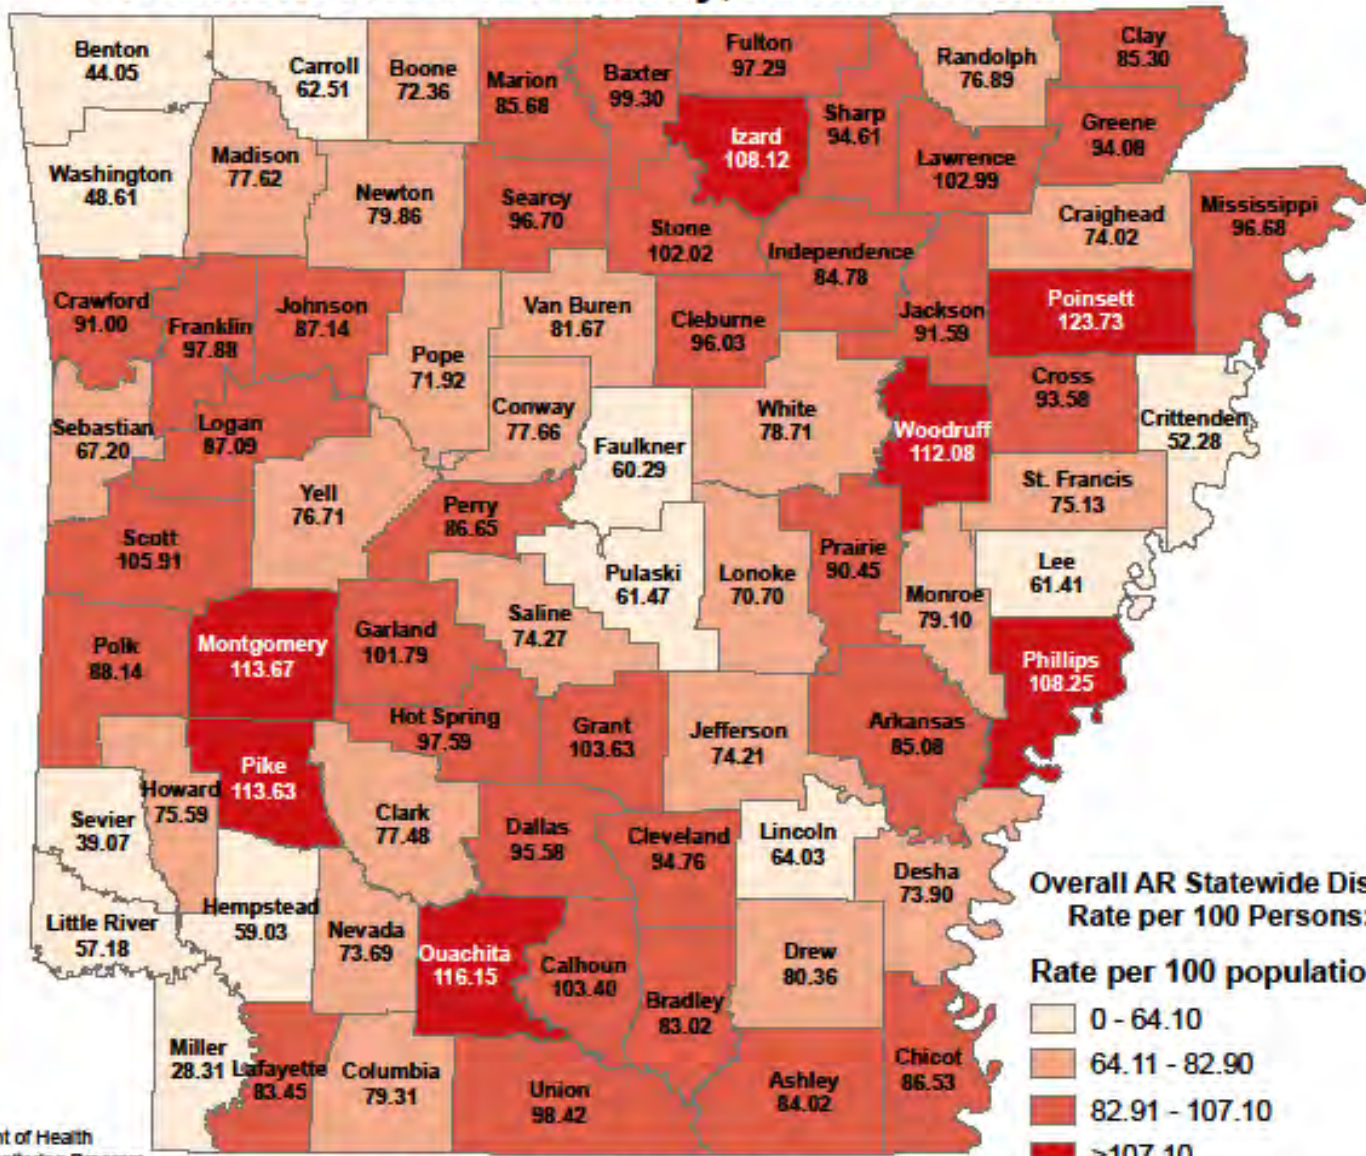 Benton
44.05
Carroll
62.51
Boone
72.36
Marion
85.68
Baxter
99.30
Fulton
97.29
Randolph
76.89
Clay
85.30
Izard
108.12
Sharp
94.61
Greene
94.08
Lawrence
102.99
Washington
48.61
Madison
77.62
Newton
79.86
Searcy
96.70
Stone
102.02
Independence
84.78
Craighead
74.02
Mississippi
96.68
Crawford
91.00
Franklin
97.88
Johnson
87.14
Pope
71.92
Van Buren
81.67
Cleburne
96.03
Jackson
91.59
Poinsett
123.73
Cross
93.58
Crittenden
52.28
Sebastian
67.20
Logan
87.09
Conway
77.66
Faulkner
60.29
White
78.71
Woodruff
112.08
St. Francis
75.13
Yell
76.71
Perry
86.65
Scott
105.91
Pulaski
61.47
Lonoke
70.70
Prairie
90.45
Monroe
79.10
Lee
61.41
Polk
88.14
Montgomery
113.67
Garland
101.79
Saline
74.27
Phillips
108.25
Hot Spring
97.59
Grant
103.63
Jefferson
74.21
Arkansas
85.08
Pike
113.63
Howard
75.59
Sevier
39.07
Clark
77.48
Dallas
95.58
Cleveland
94.76
Lincoln
64.03
Desha
73.90
Little River
57.18
Hempstead
59.03
Nevada
73.69
Ouachita
116.15
Calhoun
103.40
Bradley
83.02
Drew
80.36
Miller
28.31
Lafayette
83.45
Columbia
79.31
Union
98.42
Ashley
84.02
Chicot
86.53
Overall AR Statewide Dis
Rate per 100 Persons:
Rate per 100 populatio
0 - 64.10
64.11 - 82.90
82.91 - 107.10
>107.10
nt of Health